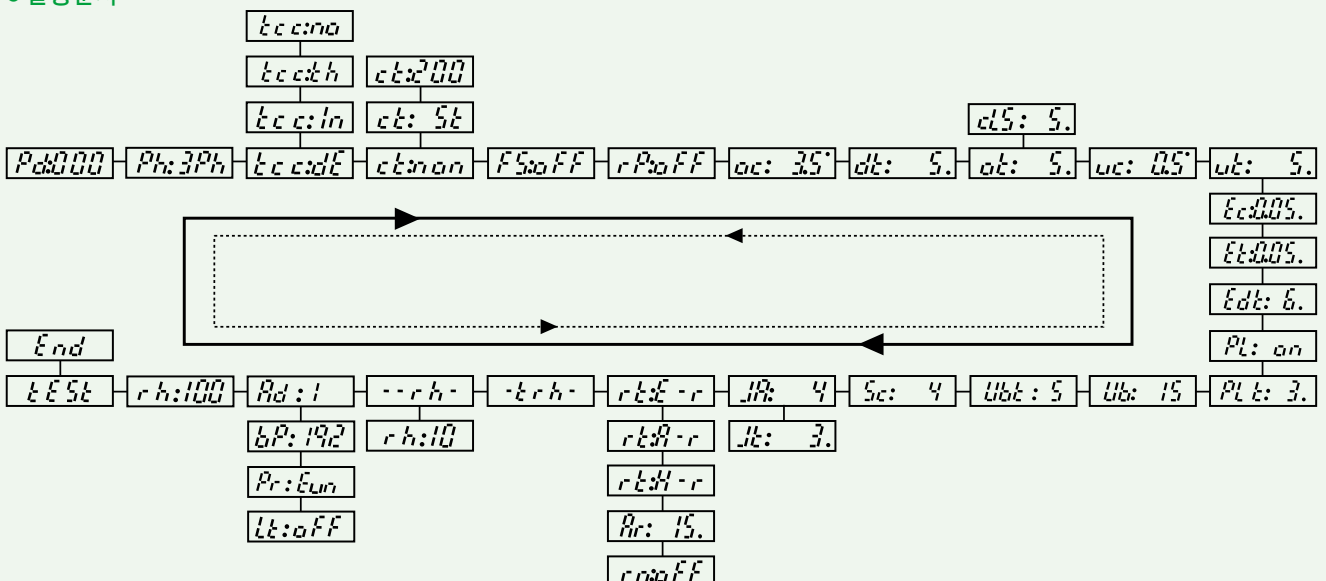 tcc:no
tcc:th
ct:200
tcc:In
ct: St
dS: 5.
Pd:000
Ph:3Ph
tcc:dE
ct:non
FS:oFF
rP:oFF
oc: 3.5
dt: 5.
ot: 5.
uc: 0.5
ut: 5.
Ec:0.05.
Et:0.05.
Edt: 6.
PL: on
End
tESt
rh:100
Ad:1
--rh-
-trh-
rt:E-r
JA: 4
Sc: 4
Ubt:5
Ub: 15
PLt: 3.
bP:192
rh:10
rt:A-r
Jt: 3.
Pr:Eun
rt:H-r
Lt:oFF
Ar: 15.